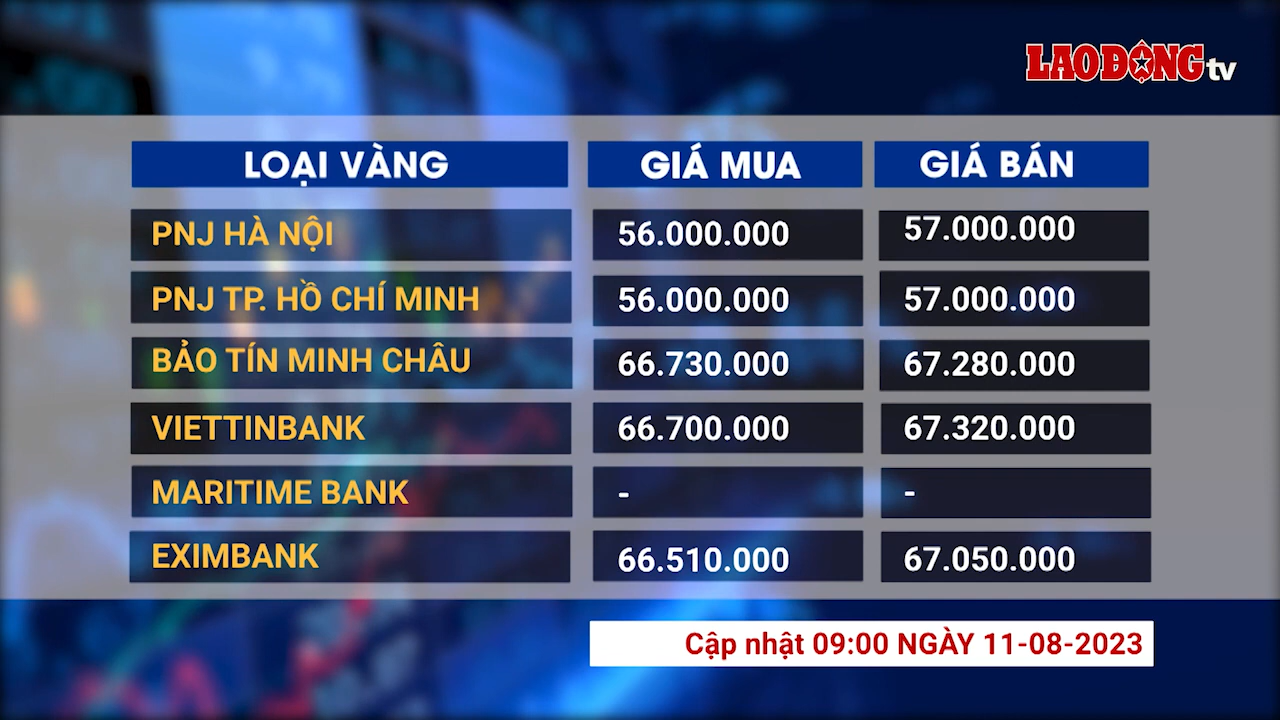 LAO ĐỘNG tv
LOẠI VÀNG GIÁ MUA GIÁ BÁN
PNJ HÀ NỘI 56.000.000 57.000.000
PNJ TP. HỒ CHÍ MINH 56.000.000 57.000.000
BẢO TÍN MINH CHÂU 66.730.000 67.280.000
VIETTINBANK 66.700.000 67.320.000
MARITIME BANK - -
EXIMBANK 66.510.000 67.050.000
Cập nhật 09:00 NGÀY 11-08-2023